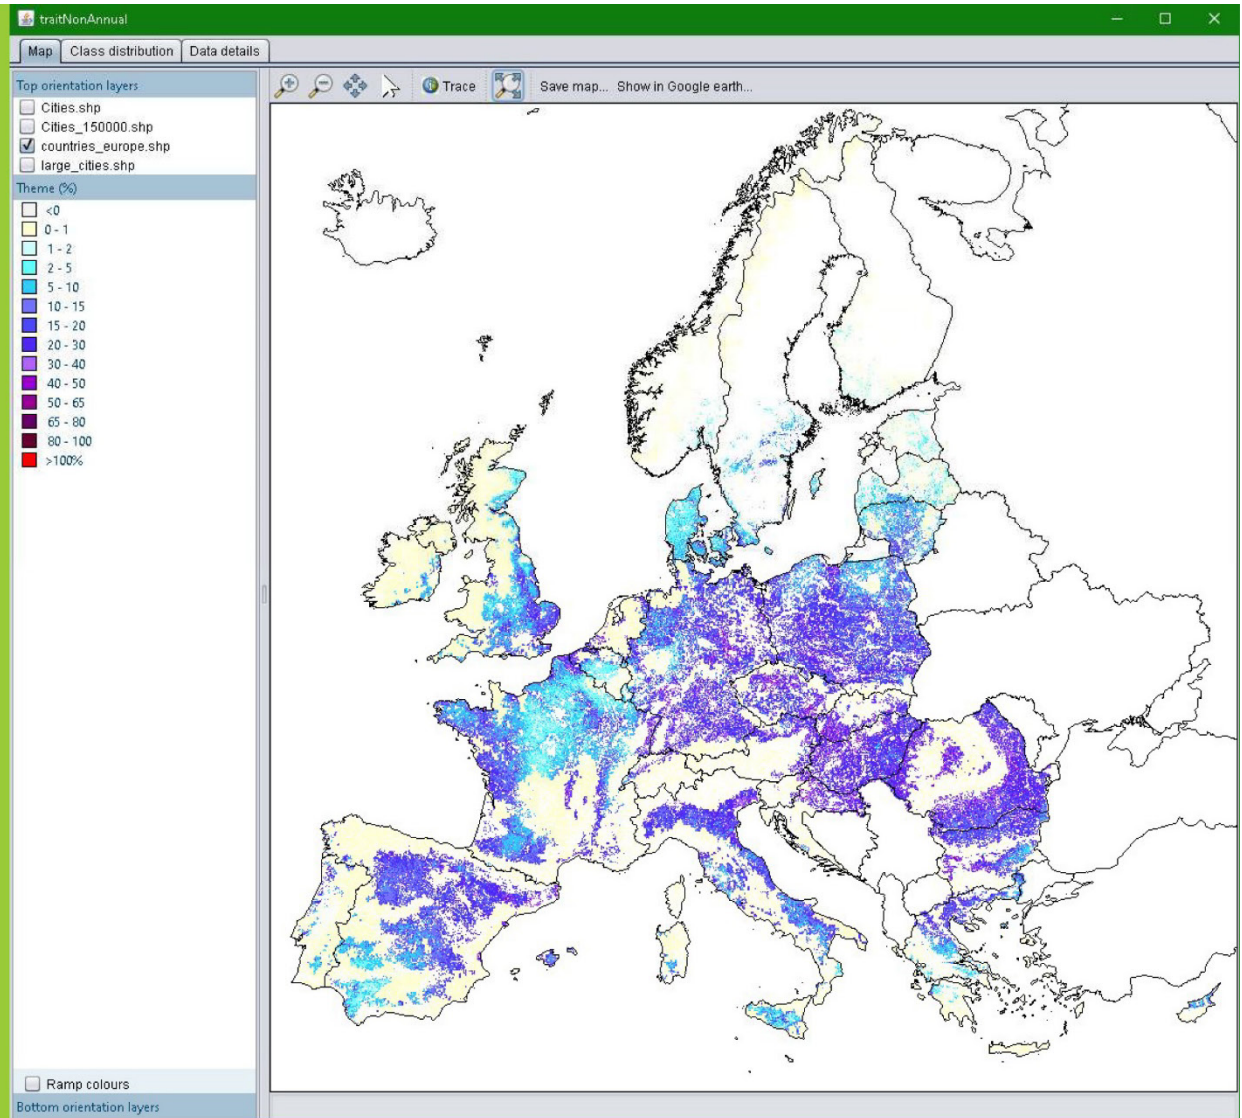 traitNonAnnual
Map Class distribution Data details
Top orientation layers
Cities.shp
Cities_150000.shp
countries_europe.shp
large_cities.shp
Trace Save map... Show in Google earth...
Theme (%)
<0
0 - 1
1 - 2
2 - 5
5 - 10
10 - 15
15 - 20
20 - 30
30 - 40
40 - 50
50 - 65
65 - 80
80 - 100
>100%
Ramp colours
Bottom orientation layers